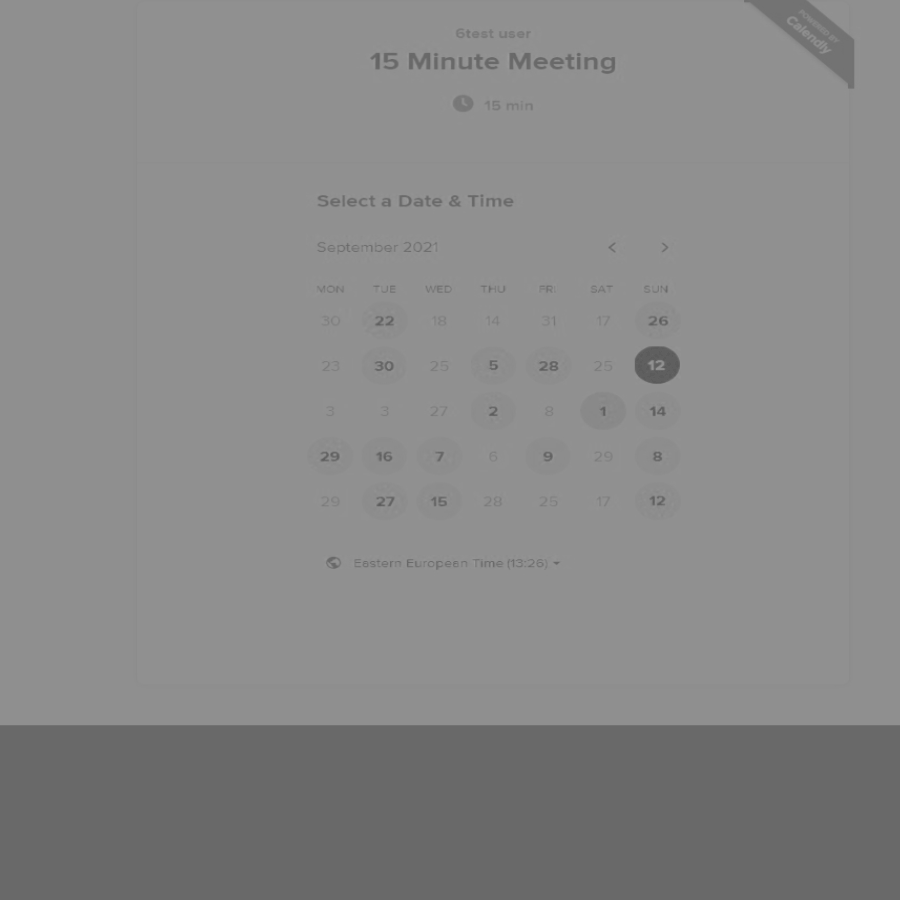 POWERED BY
Calendly
6test user
15 Minute Meeting
15 min
Select a Date & Time
September 2021
MON TUE WED THU FRI SAT SUN
30 22 18 14 31 17 26
23 30 25 5 28 25 12
3 3 27 2 8 1 14
29 16 7 6 9 29 8
29 27 15 28 25 17 12
Eastern European Time (13:26)